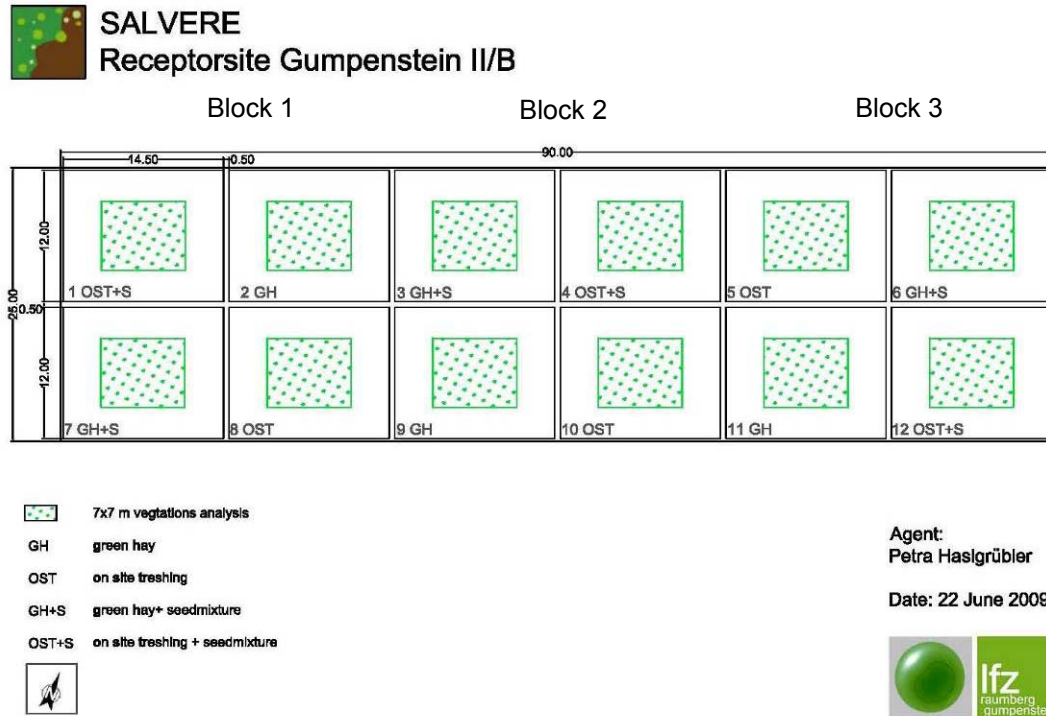 SALVERE
Receptorsite Gumpenstein II/B
Block 1 Block 2 Block 3
14.50 0.50 90.00
12.00
25.00
0.50
1 OST+S 2 GH 3 GH+S 4 OST+S 5 OST 6 GH+S
12.00
7 GH+S 8 OST 9 GH 10 OST 11 GH 12 OST+S
7x7 m vegtations analysis
GH green hay
OST on site treshing
GH+S green hay+ seedmixture
OST+S on site treshing + seedmixture
N
Agent:
Petra Haslgrübler
Date: 22 June 2009
lfz
raumberg
gumpenste